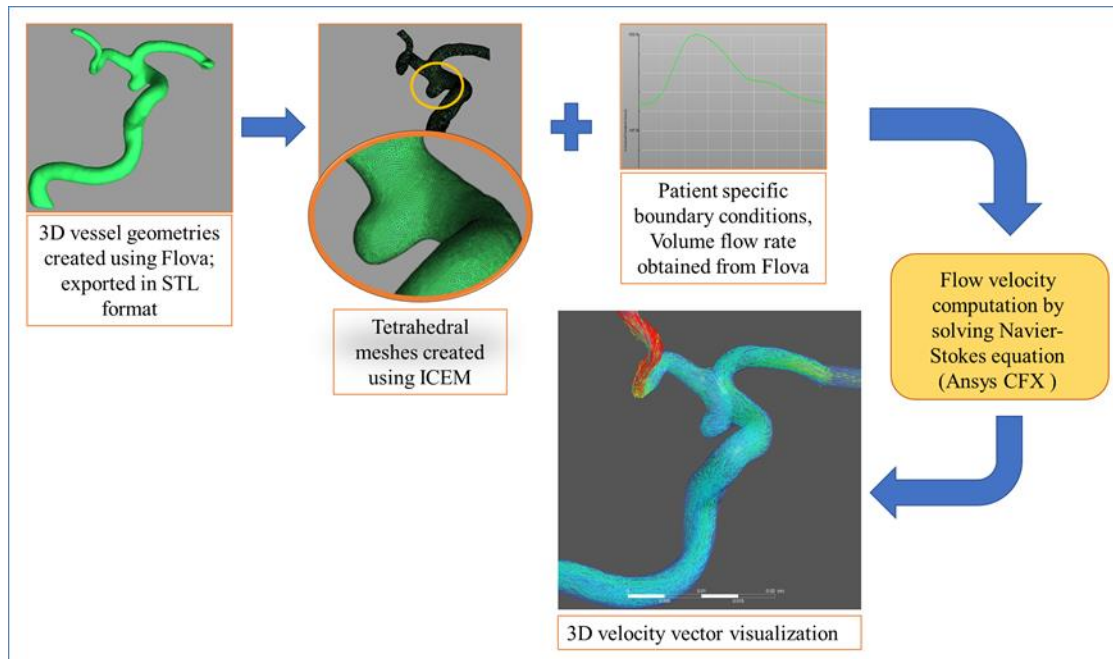 3D vessel geometries
created using Flova;
exported in STL
format
Tetrahedral
meshes created
using ICEM
Patient specific
boundary conditions,
Volume flow rate
obtained from Flova
Flow velocity
computation by
solving Navier-
Stokes equation
(Ansys CFX )
3D velocity vector visualization